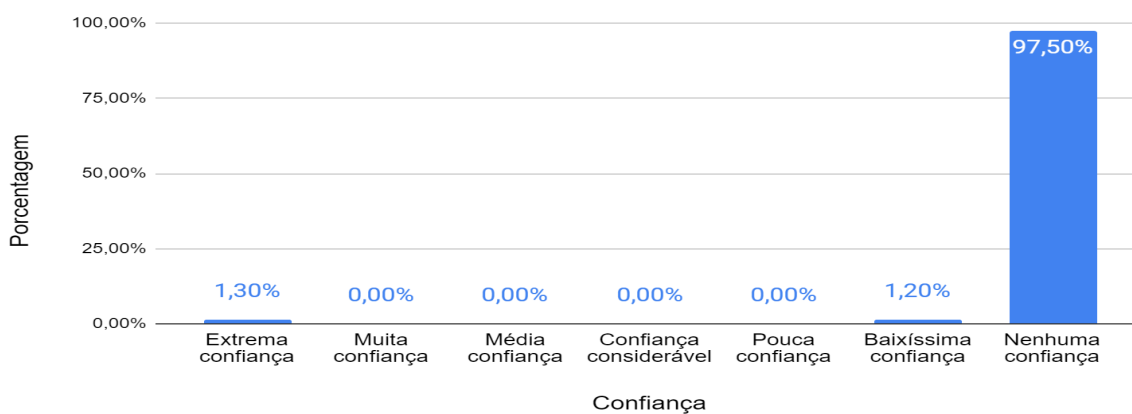 100,00%
75,00%
50,00%
25,00%
0,00%
Porcentagem
1,30%
0,00%
0,00%
0,00%
0,00%
1,20%
97,50%
Extrema
confiança
Muita
confiança
Média
confiança
Confiança
considerável
Pouca
confiança
Baixíssima
confiança
Nenhuma
confiança
Confiança